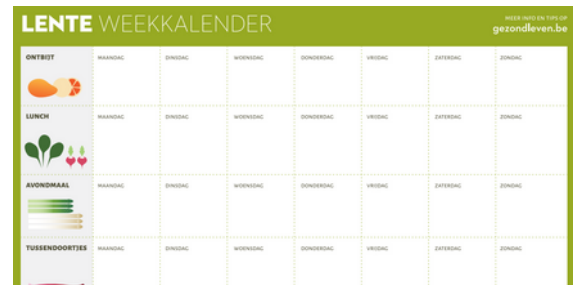 LENTE WEEKKALENDER
MEER INFO EN TIPS OP
gezondleven.be
ONTBIJT MAANDAG DINSDAG WOENSDAG DONDERDAG VRIJDAG ZATERDAG ZONDAG
LUNCH MAANDAG DINSDAG WOENSDAG DONDERDAG VRIJDAG ZATERDAG ZONDAG
AVONDMAAL MAANDAG DINSDAG WOENSDAG DONDERDAG VRIJDAG ZATERDAG ZONDAG
TUSSENDOORTJES MAANDAG DINSDAG WOENSDAG DONDERDAG VRIJDAG ZATERDAG ZONDAG